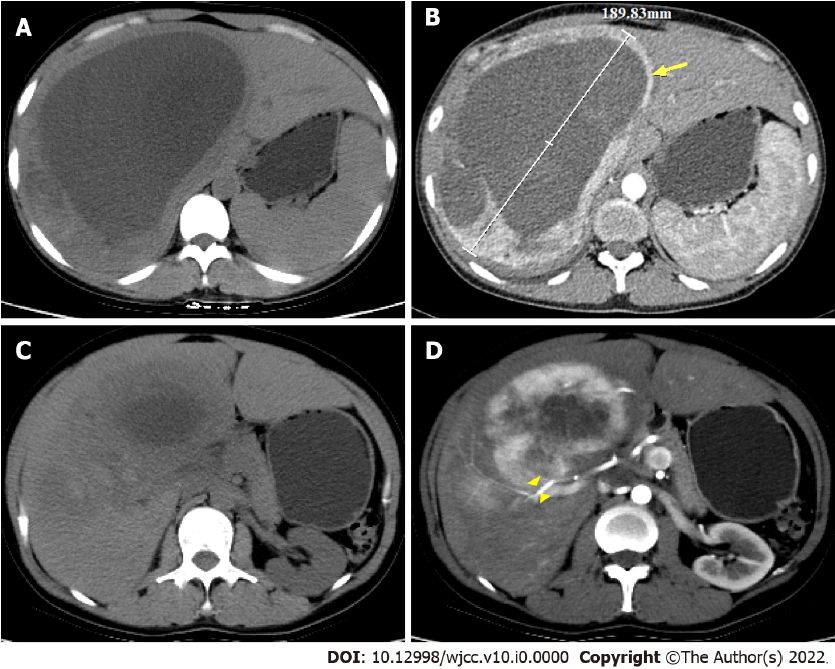 A
B
189.83mm
C
D
DOI: 10.12998/wjcc.v10.i0.0000 Copyright ©The Author(s) 2022.